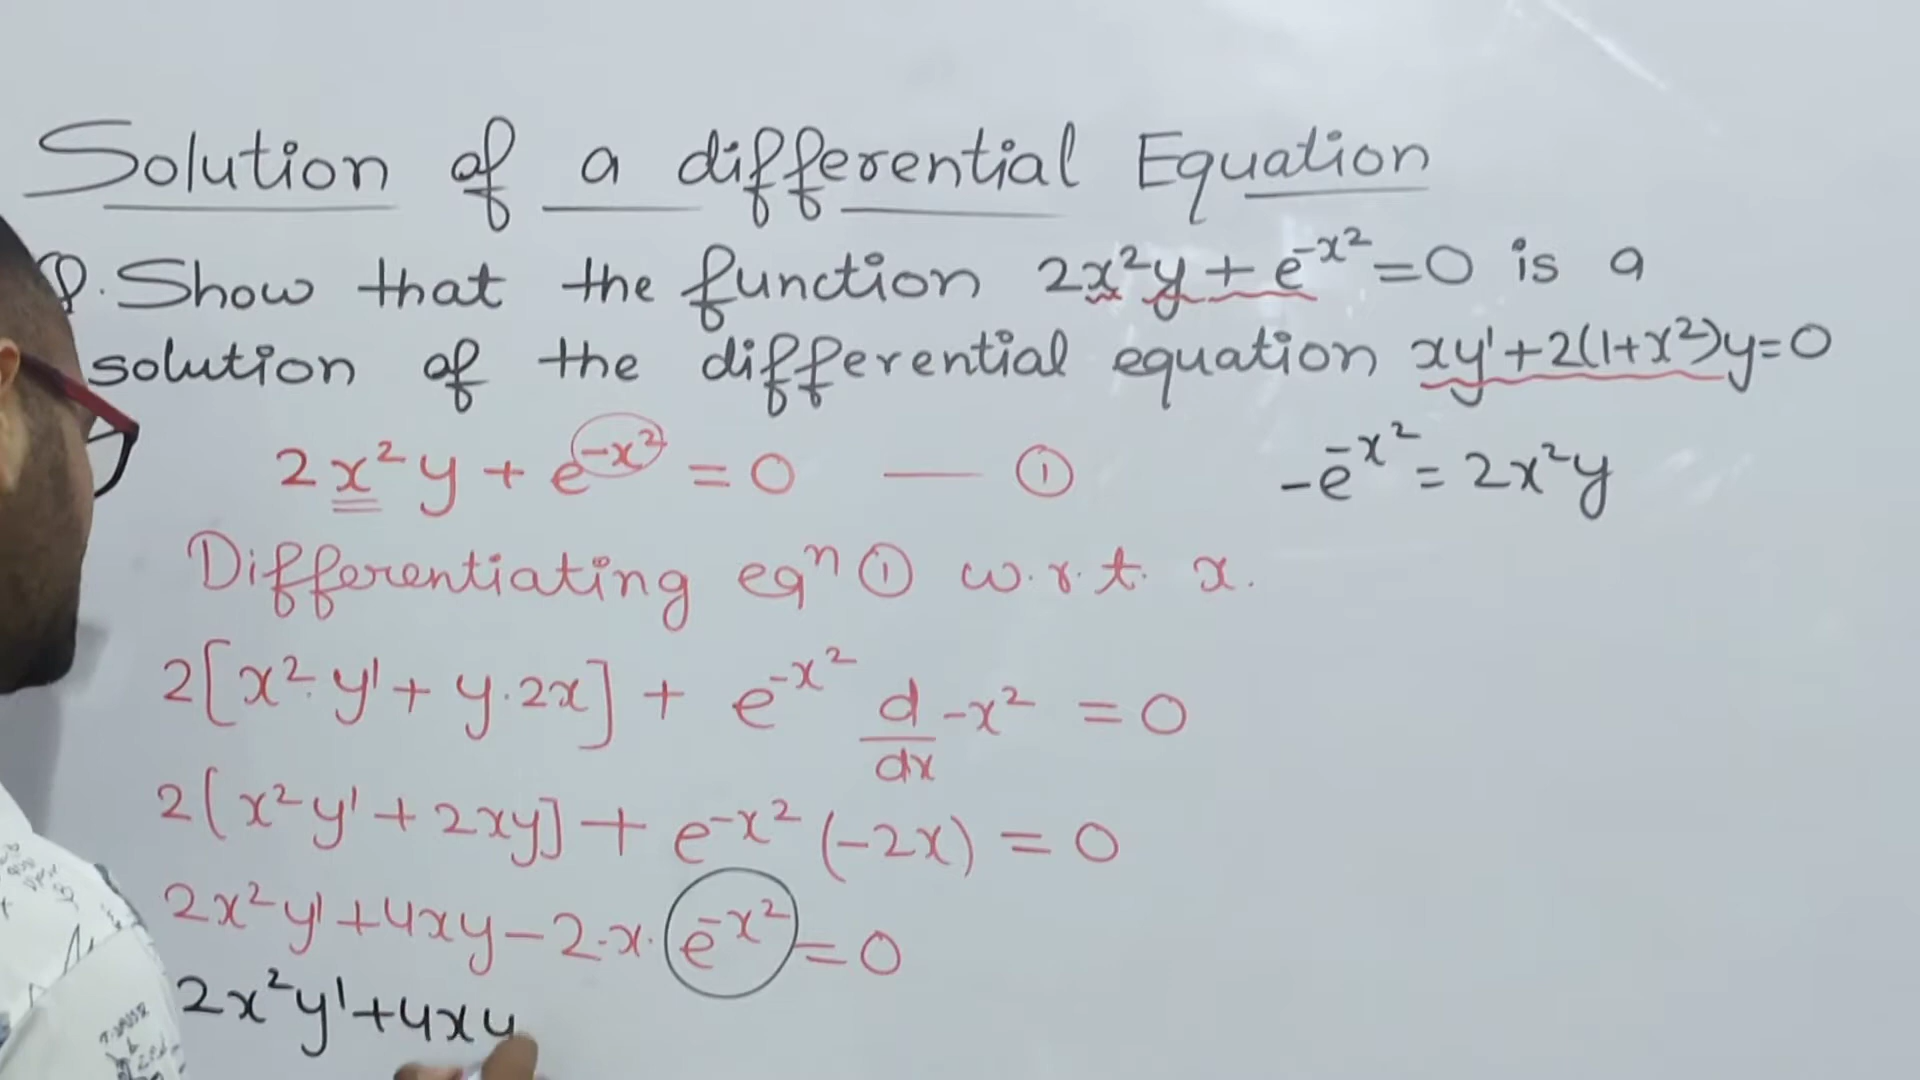 Solution of a differential Equation
Q. Show that the function 2x²y + e^-x² = 0 is a
solution of the differential equation xy' + 2(1+x²)y = 0
2x²y + e^-x² = 0 — ①
-e^-x² = 2x²y
Differentiating eqⁿ ① w.r.t. x.
2[x².y' + y.2x] + e^-x² d/dx -x² = 0
2(x²y' + 2xy] + e^-x² (-2x) = 0
2x²y' + 4xy - 2.x. e^-x² = 0
2x²y' + 4xy